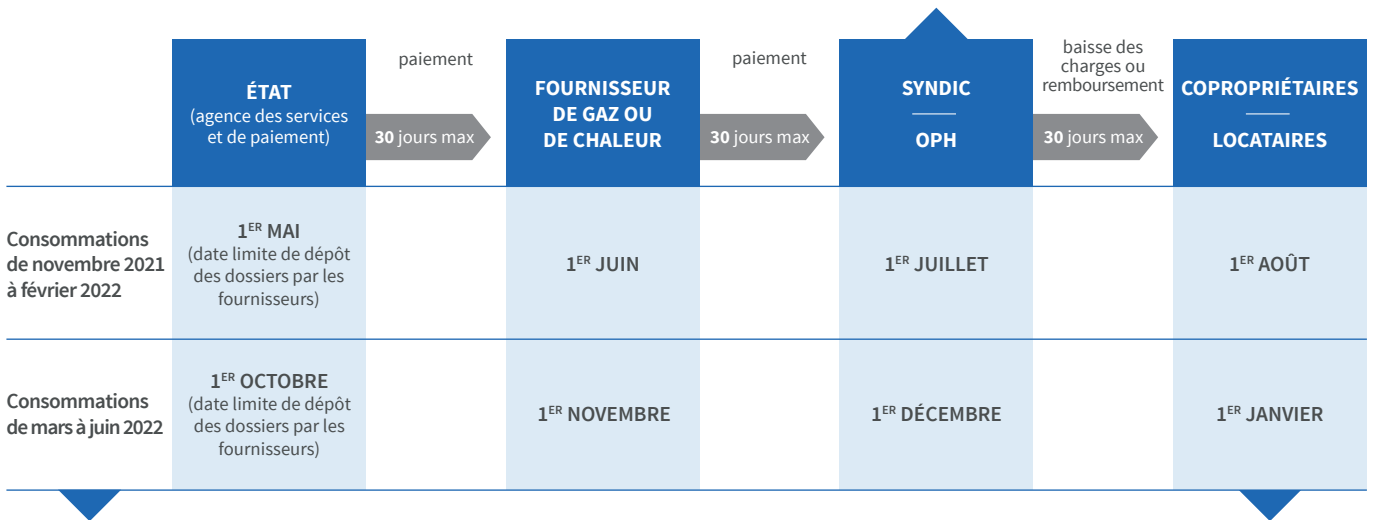 ÉTAT
(agence des services
et de paiement)
paiement
30 jours max
FOURNISSEUR
DE GAZ OU
DE CHALEUR
paiement
30 jours max
SYNDIC
OPH
baisse des
charges ou
remboursement
30 jours max
COPROPRIÉTAIRES
LOCATAIRES
Consommations
de novembre 2021
à février 2022
1ER MAI
(date limite de dépôt
des dossiers par les
fournisseurs)
1ER JUIN
1ER JUILLET
1ER AOÛT
Consommations
de mars à juin 2022
1ER OCTOBRE
(date limite de dépôt
des dossiers par les
fournisseurs)
1ER NOVEMBRE
1ER DÉCEMBRE
1ER JANVIER